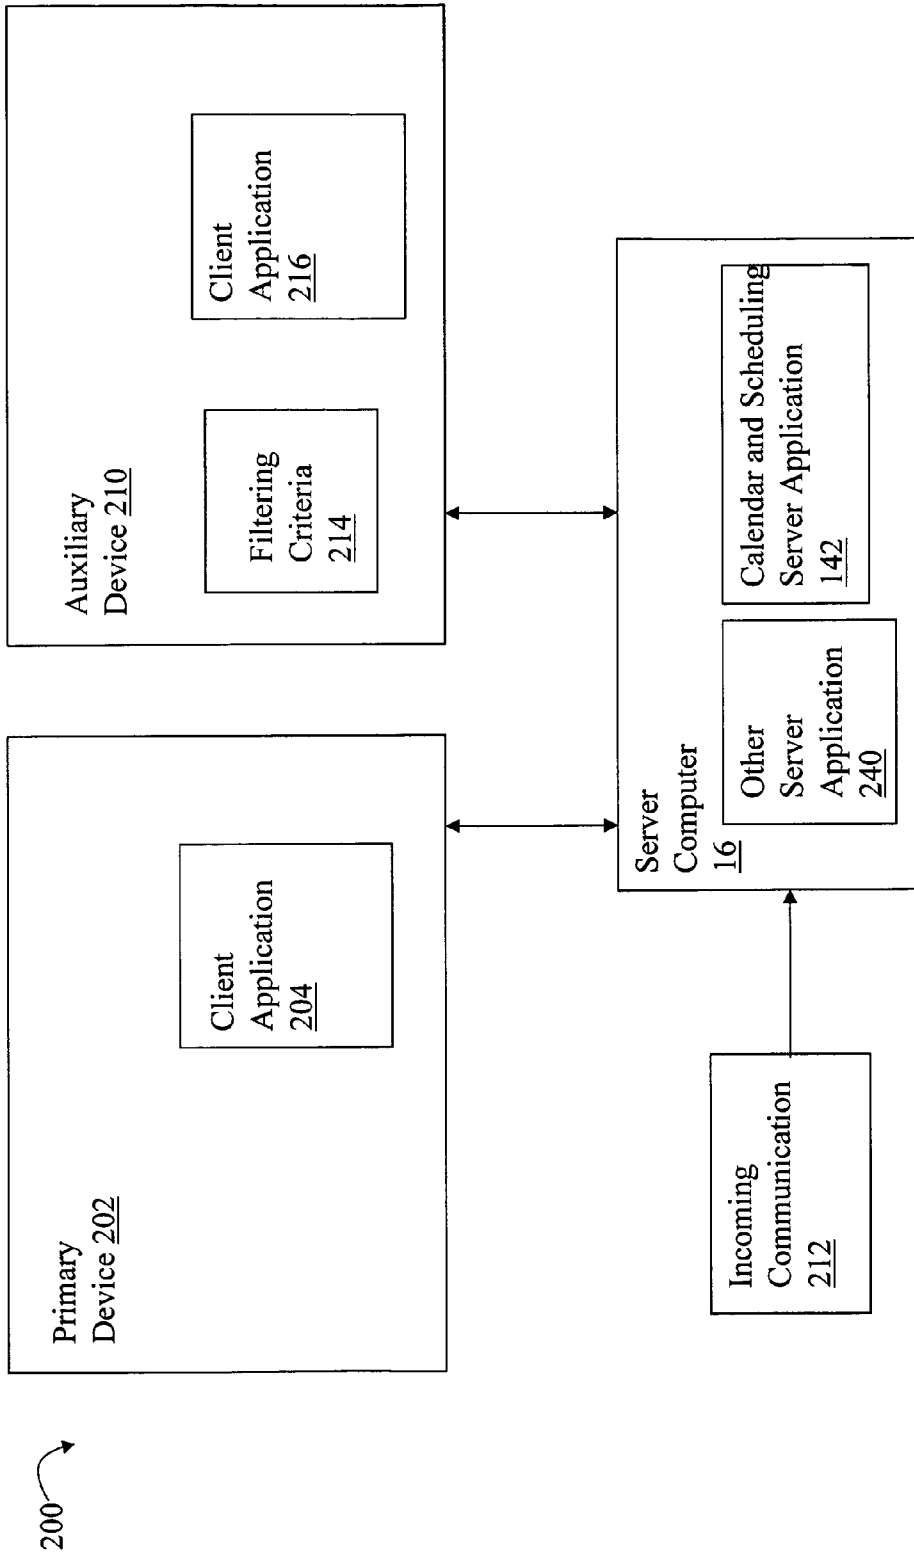 200
Primary
Device 202
Client
Application
204
Auxiliary
Device 210
Filtering
Criteria
214
Client
Application
216
Incoming
Communication
212
Server
Computer
16
Other
Server
Application
240
Calendar and Scheduling
Server Application
142